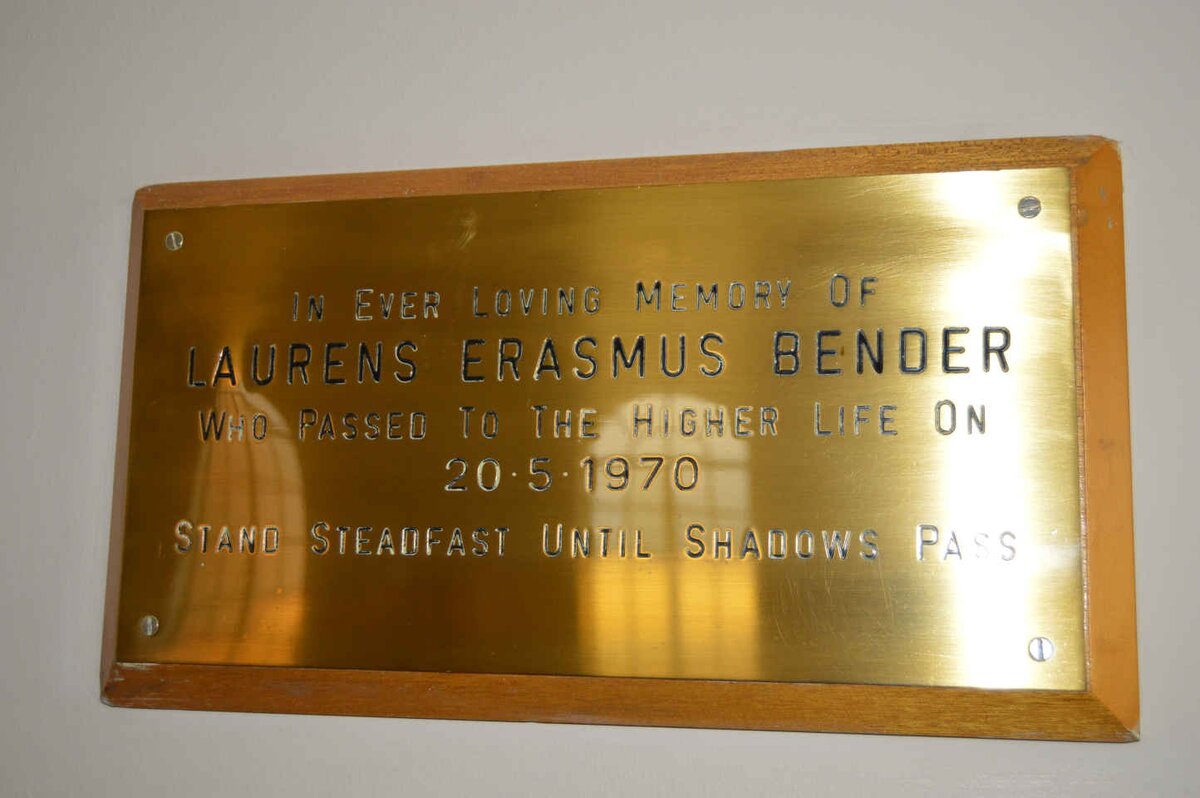 In Ever Loving Memory Of
LAURENS ERASMUS BENDER
Who Passed To The Higher Life On
20·5·1970
Stand Steadfast Until Shadows Pass